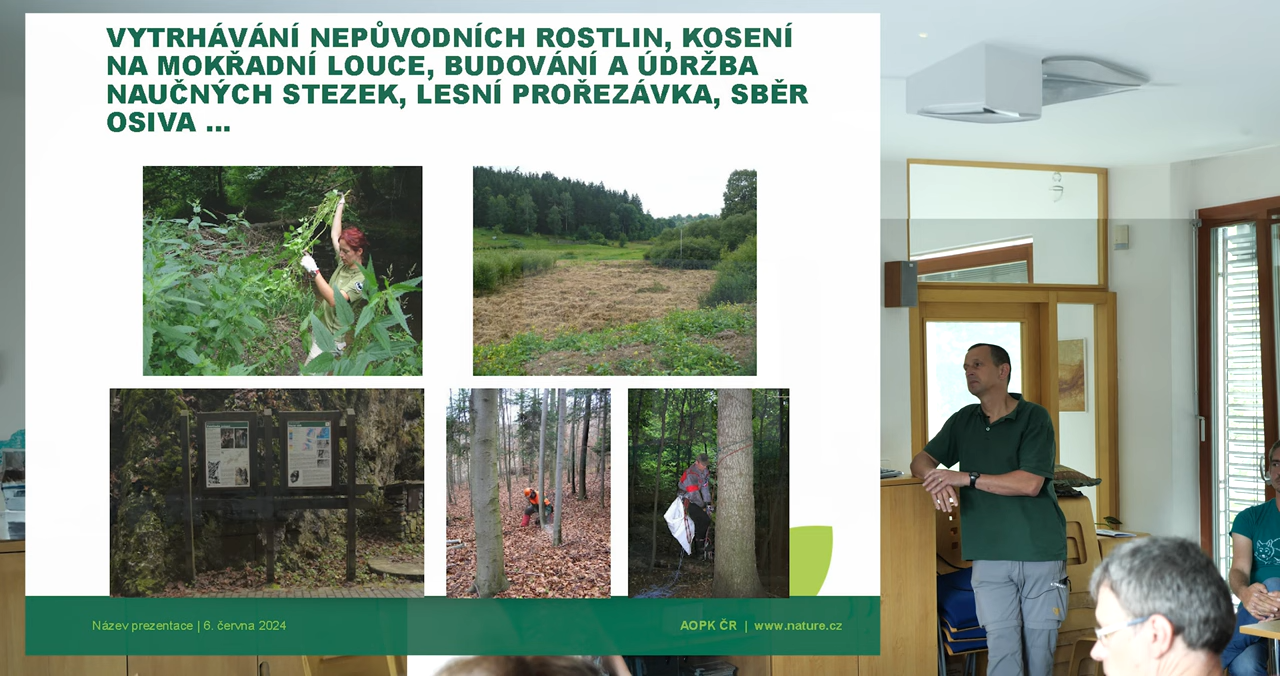 VYTRHÁVÁNÍ NEPŮVODNÍCH ROSTLIN, KOSENÍ
NA MOKŘADNÍ LOUCE, BUDOVÁNÍ A ÚDRŽBA
NAUČNÝCH STEZEK, LESNÍ PROŘEZÁVKA, SBĚR
OSIVA ...
Název prezentace | 6. června 2024
AOPK ČR | www.nature.cz